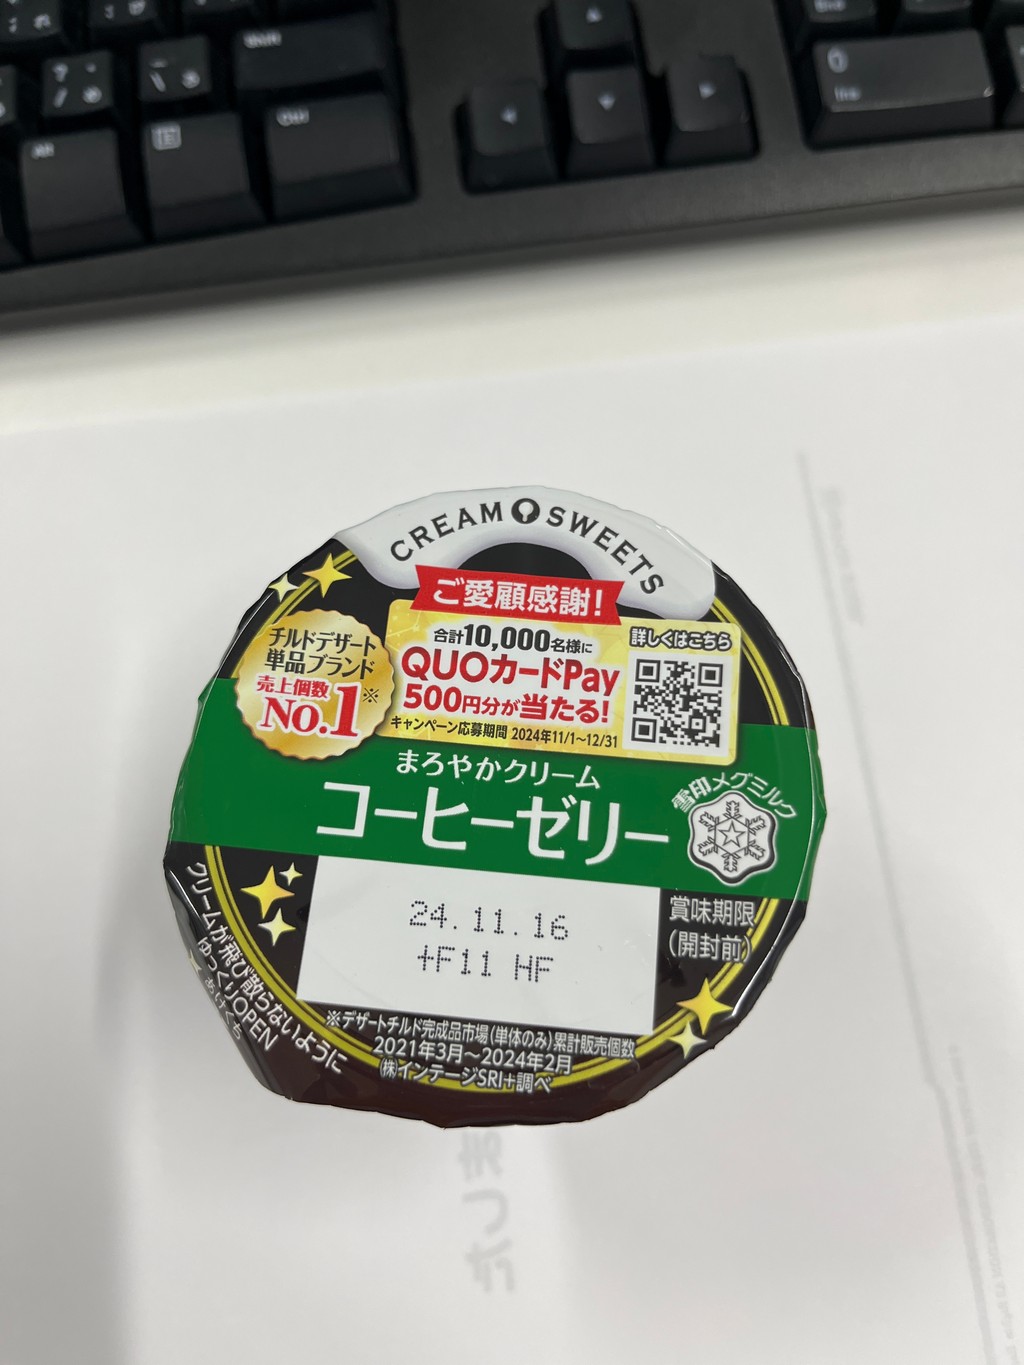 Shift
Alt
Ctrl
0
Ins
CREAM SWEETS
ご愛顧感謝!
チルドデザート
単品ブランド
売上個数
No.1※
合計10,000名様に
QUOカードPay
500円分が当たる!
キャンペーン応募期間 2024年11/1~12/31
詳しくはこちら
まろやかクリーム
コーヒーゼリー
雪印メグミルク
24.11.16
+F11 HF
賞味期限
(開封前)
クリームが飛び散らないように
ゆっくりOPEN
あけくち
※デザートチルド完成品市場(単体のみ)累計販売個数
2021年3月~2024年2月
(株)インテージSRI+調べ